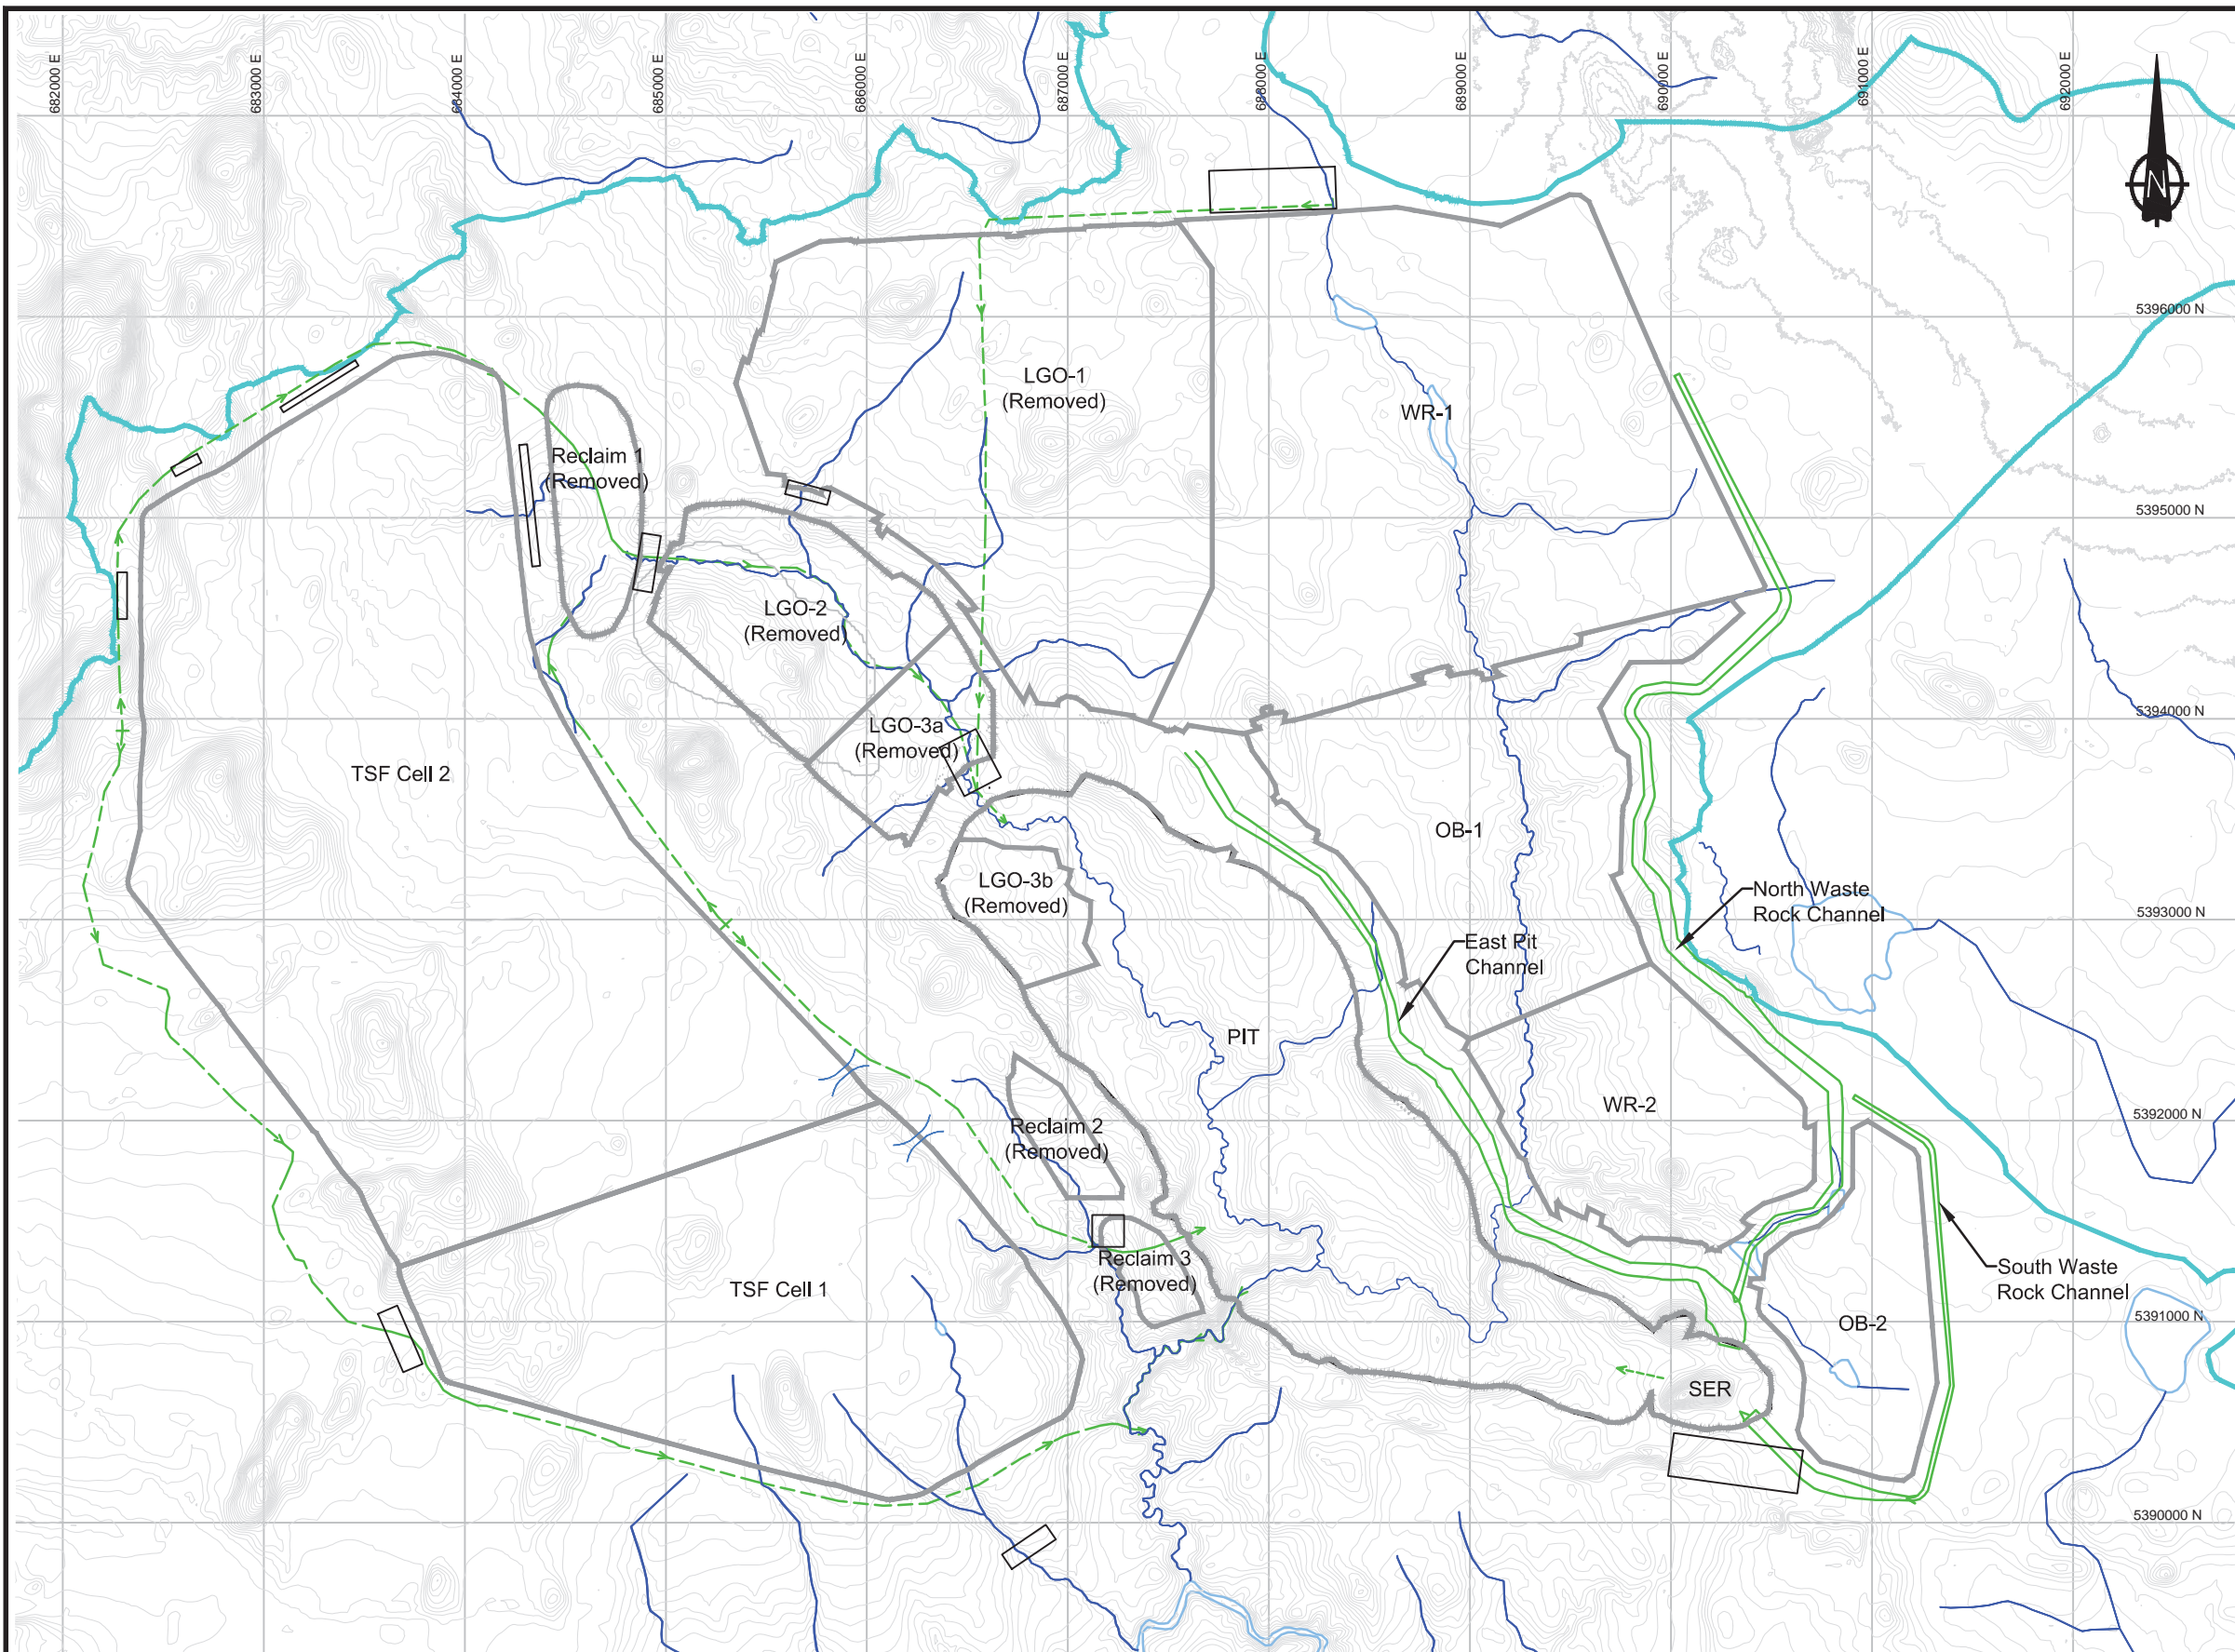 682000 E
683000 E
684000 E
685000 E
686000 E
687000 E
688000 E
689000 E
690000 E
691000 E
692000 E
N
5396000 N
LGO-1
(Removed)
WR-1
Reclaim 1
(Removed)
5395000 N
LGO-2
(Removed)
5394000 N
LGO-3a
(Removed)
TSF Cell 2
OB-1
LGO-3b
(Removed)
North Waste
Rock Channel
5393000 N
East Pit
Channel
PIT
WR-2
5392000 N
Reclaim 2
(Removed)
Reclaim 3
(Removed)
South Waste
Rock Channel
TSF Cell 1
5391000 N
OB-2
SER
5390000 N